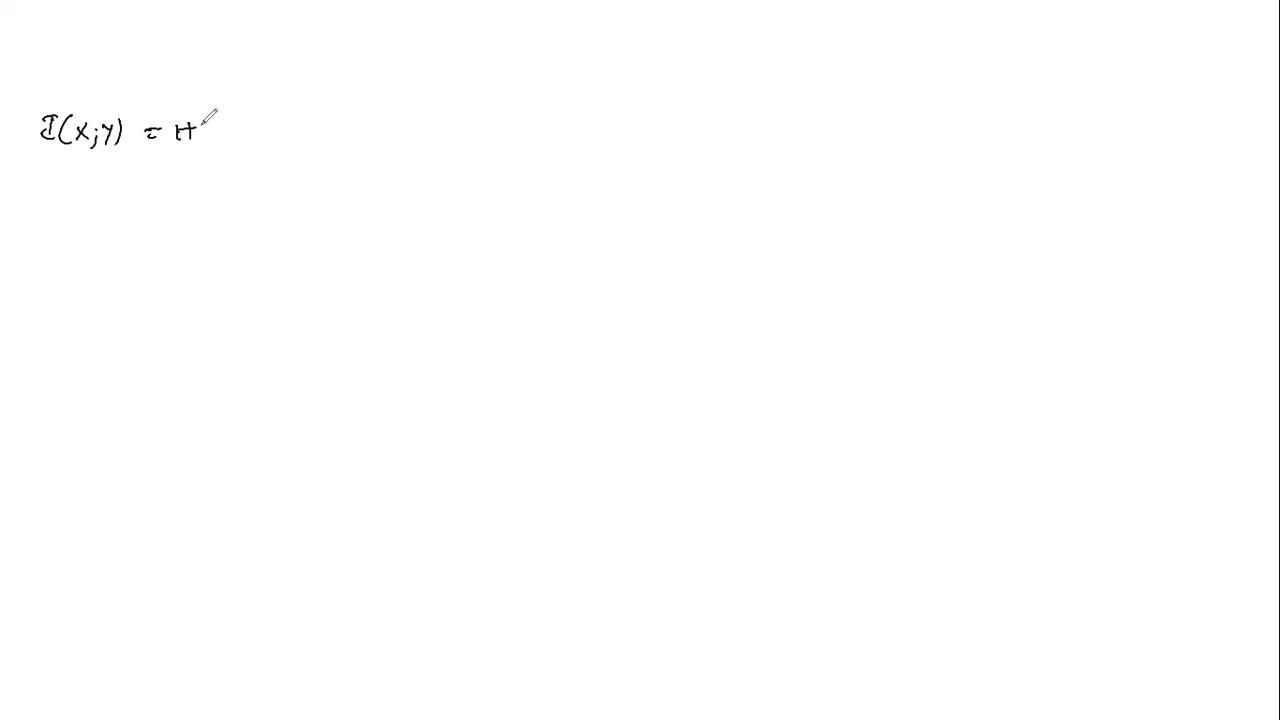 I(X;Y) = H